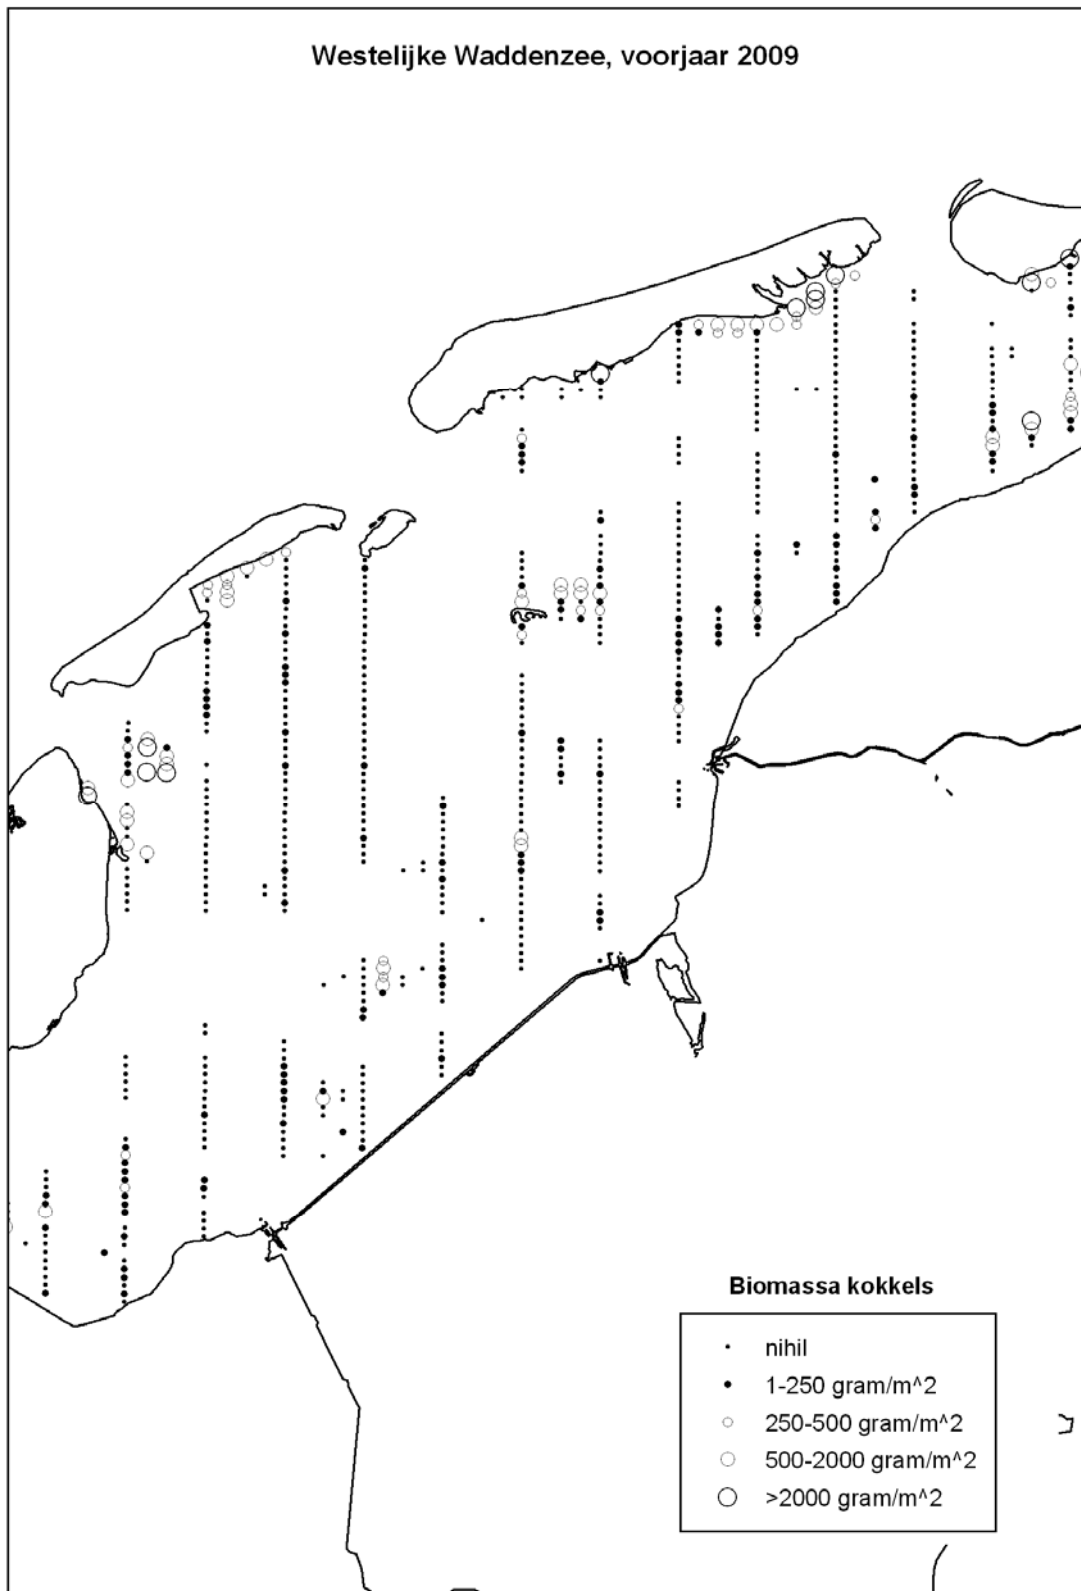 Westelijke Waddenzee, voorjaar 2009
Biomassa kokkels
nihil
1-250 gram/m^2
250-500 gram/m^2
500-2000 gram/m^2
>2000 gram/m^2